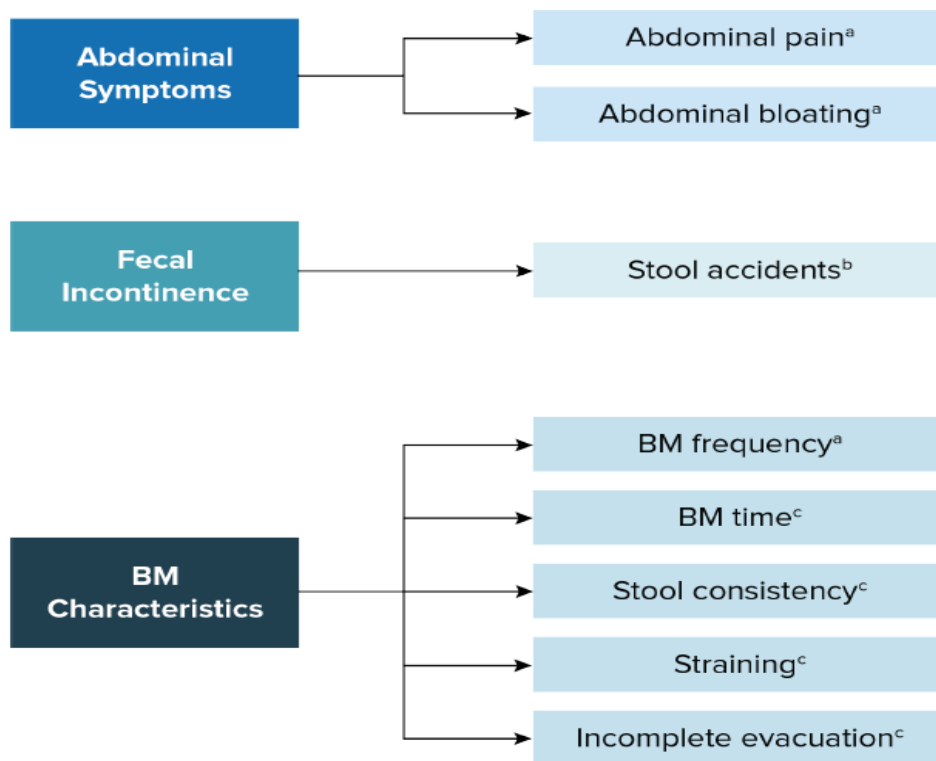 Abdominal
Symptoms
Abdominal painᵃ
Abdominal bloatingᵃ
Fecal
Incontinence
Stool accidentsᵇ
BM
Characteristics
BM frequencyᵃ
BM timeᶜ
Stool consistencyᶜ
Strainingᶜ
Incomplete evacuationᶜ